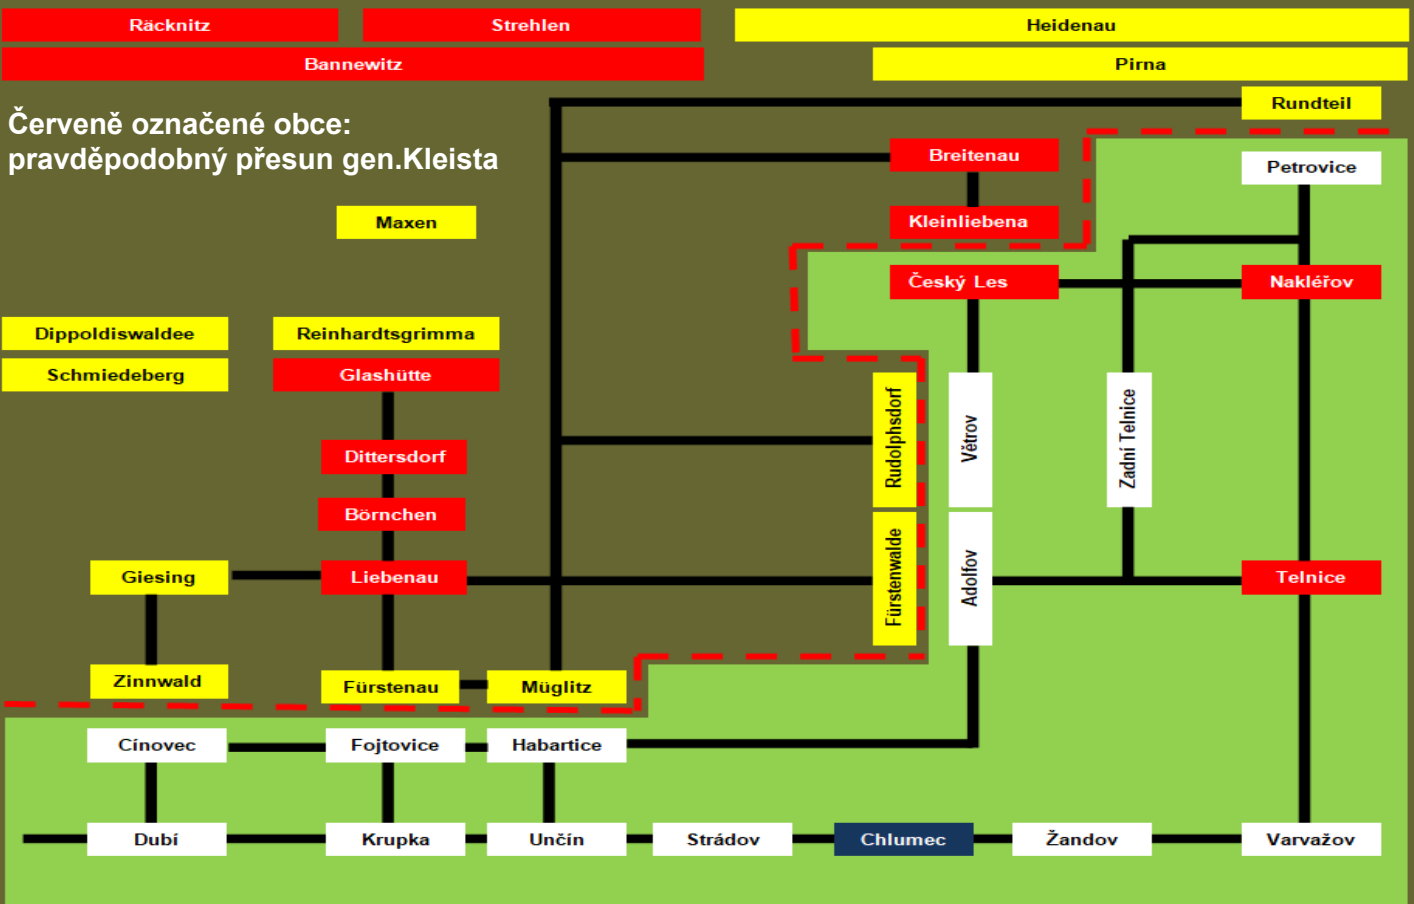 Räcknitz
Strehlen
Heidenau
Bannewitz
Pirna
Rundteil
Červeně označené obce:
pravděpodobný přesun gen.Kleista
Breitenau
Petrovice
Maxen
Kleinliebena
Český Les
Nakléřov
Dippoldiswaldee
Reinhardtsgrimma
Schmiedeberg
Glashütte
Rudolphsdorf
Větrov
Zadní Telnice
Dittersdorf
Börnchen
Giesing
Liebenau
Fürstenwalde
Adolfov
Telnice
Zinnwald
Fürstenau
Müglitz
Cínovec
Fojtovice
Habartice
Dubí
Krupka
Unčín
Strádov
Chlumec
Žandov
Varvažov